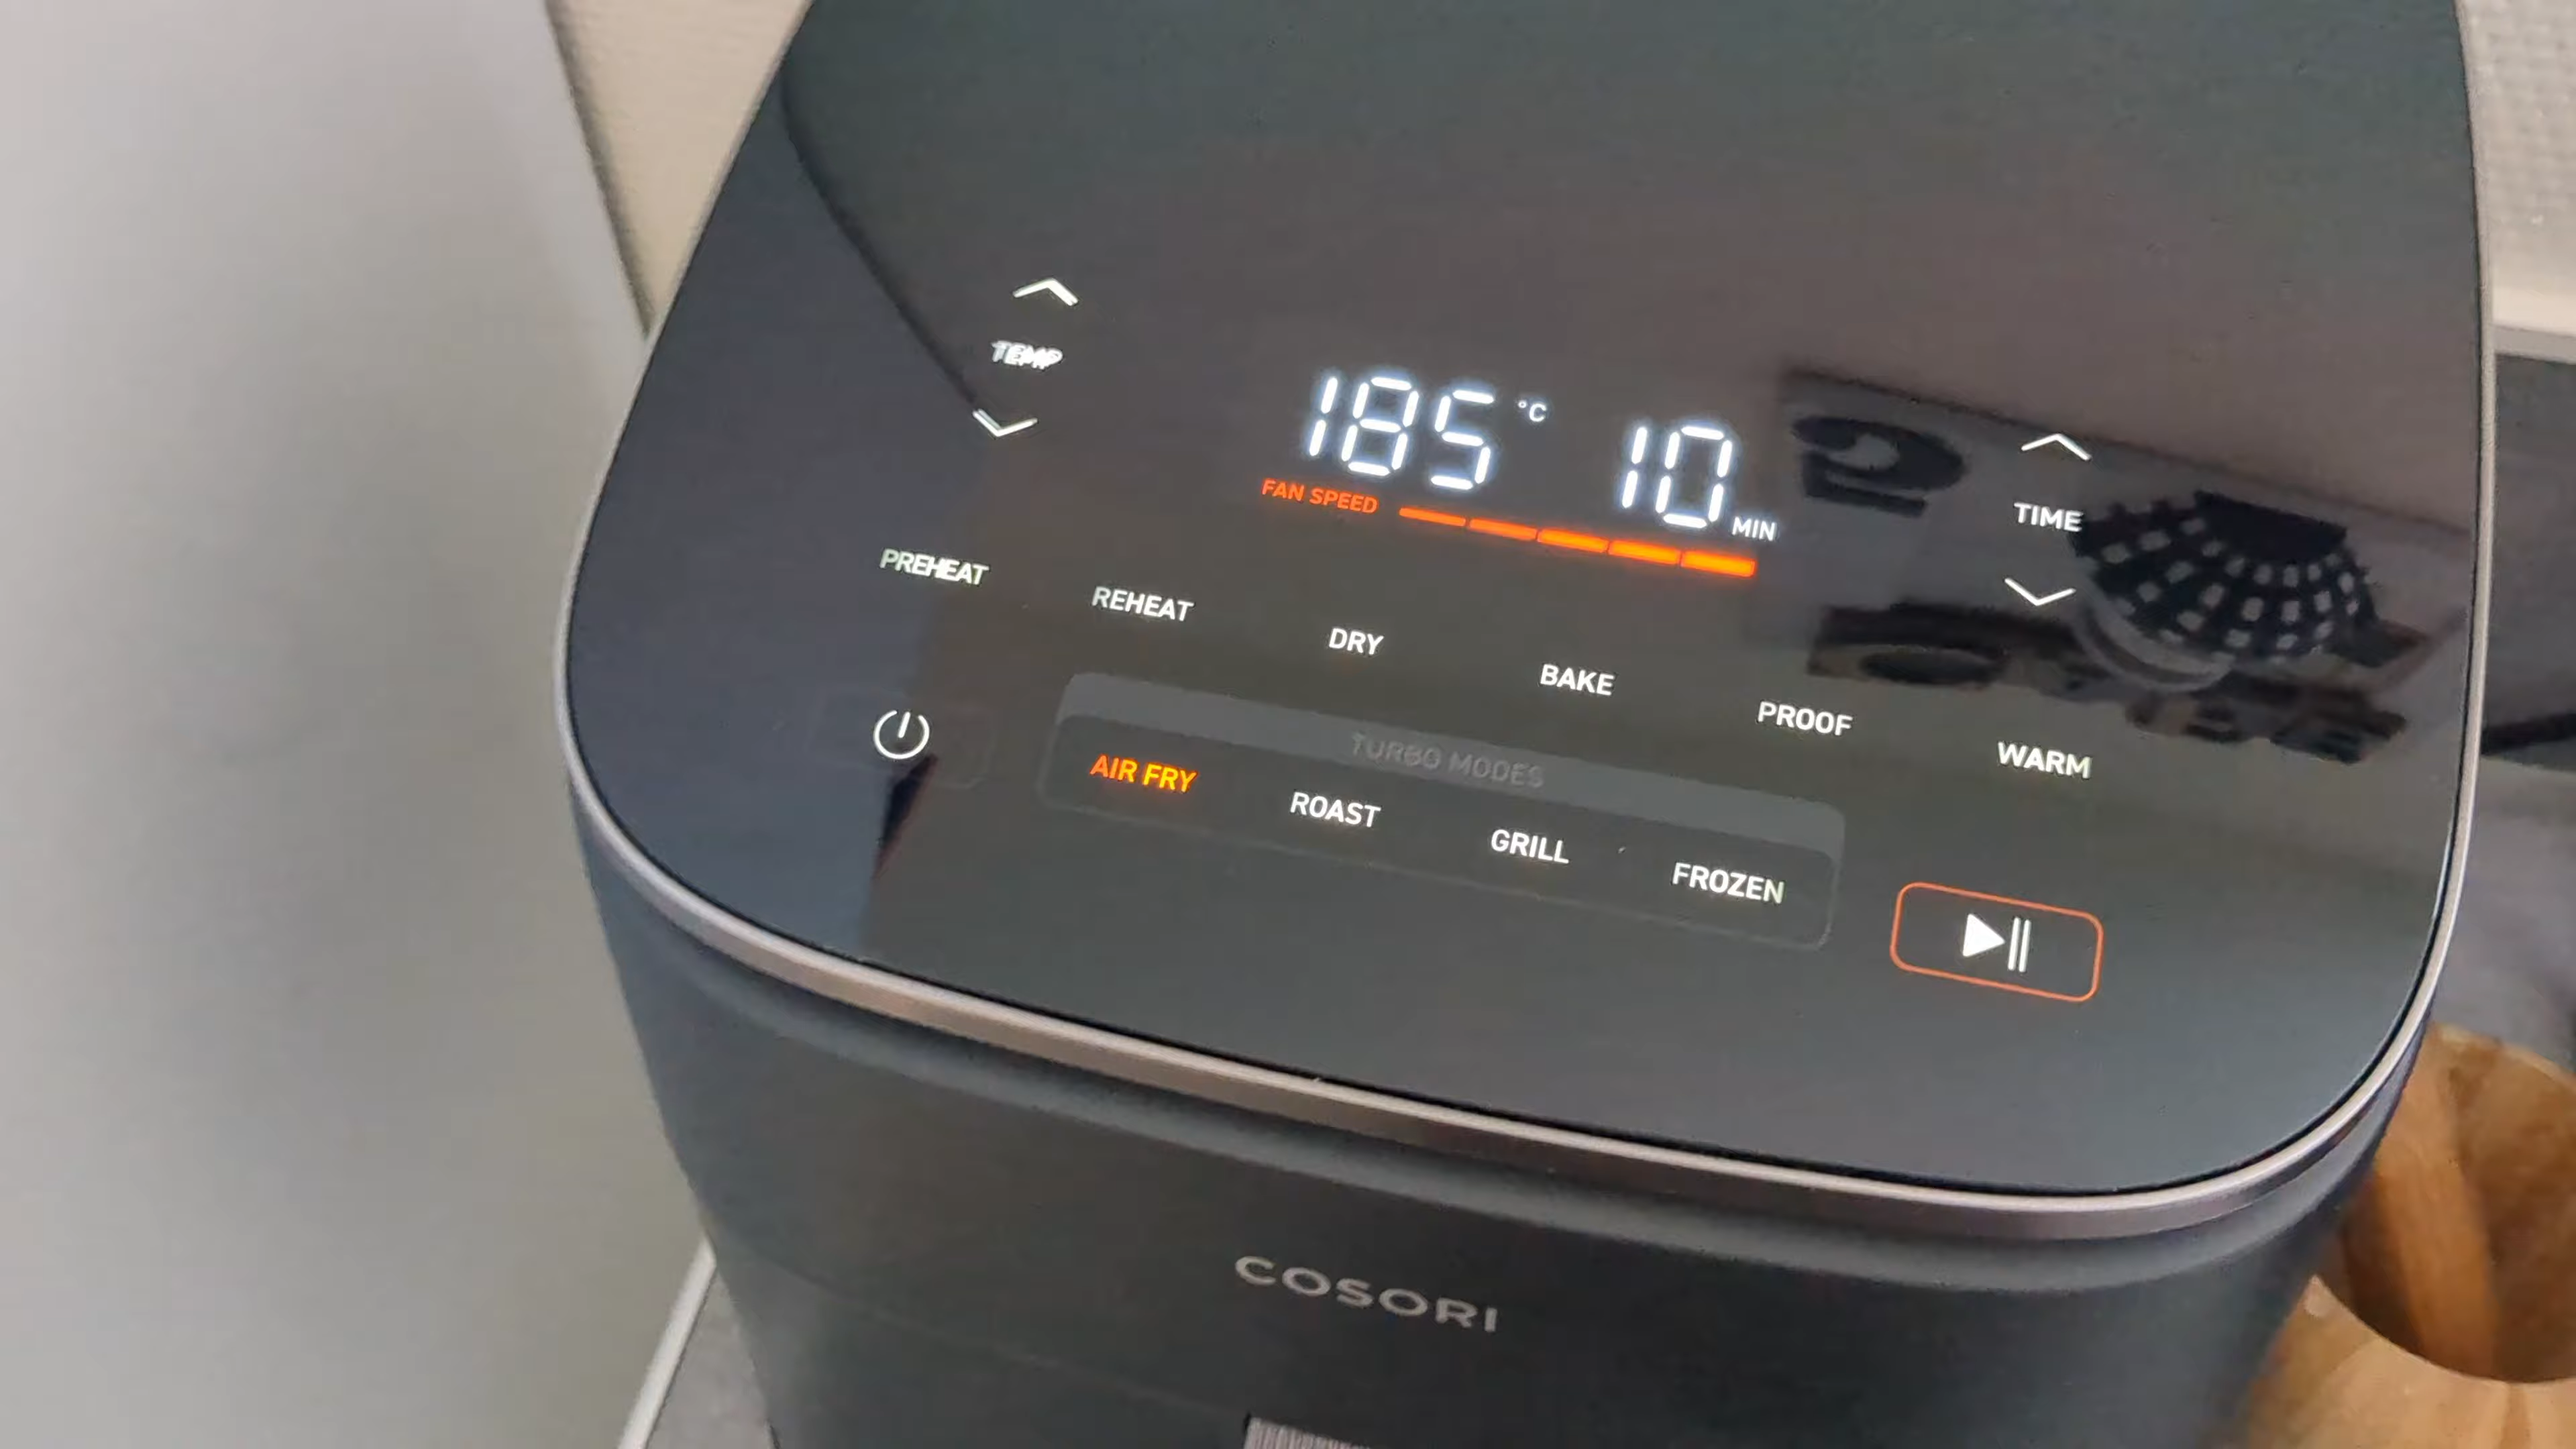 TEMP
185 °C 10 MIN
TIME
FAN SPEED
PREHEAT
REHEAT
DRY
BAKE
PROOF
WARM
TURBO MODES
AIR FRY
ROAST
GRILL
FROZEN
COSORI